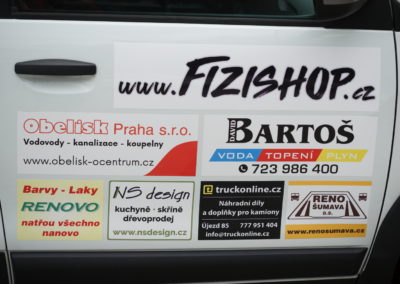 www.FIZISHOP.cz
Obelisk Praha s.r.o.
Vodovody - kanalizace - koupelny
www.obelisk-ocentrum.cz
DAVID
BARTOŠ
VODA TOPENÍ PLYN
723 986 400
Barvy - Laky
RENOVO
natřou všechno
nanovo
NS design
kuchyně - skříně
dřevoprodej
www.nsdesign.cz
truckonline.cz
Náhradní díly
a doplňky pro kamiony
Újezd 85 777 951 404
info@truckonline.cz
RENO
ŠUMAVA
a.s.
www.renosumava.cz